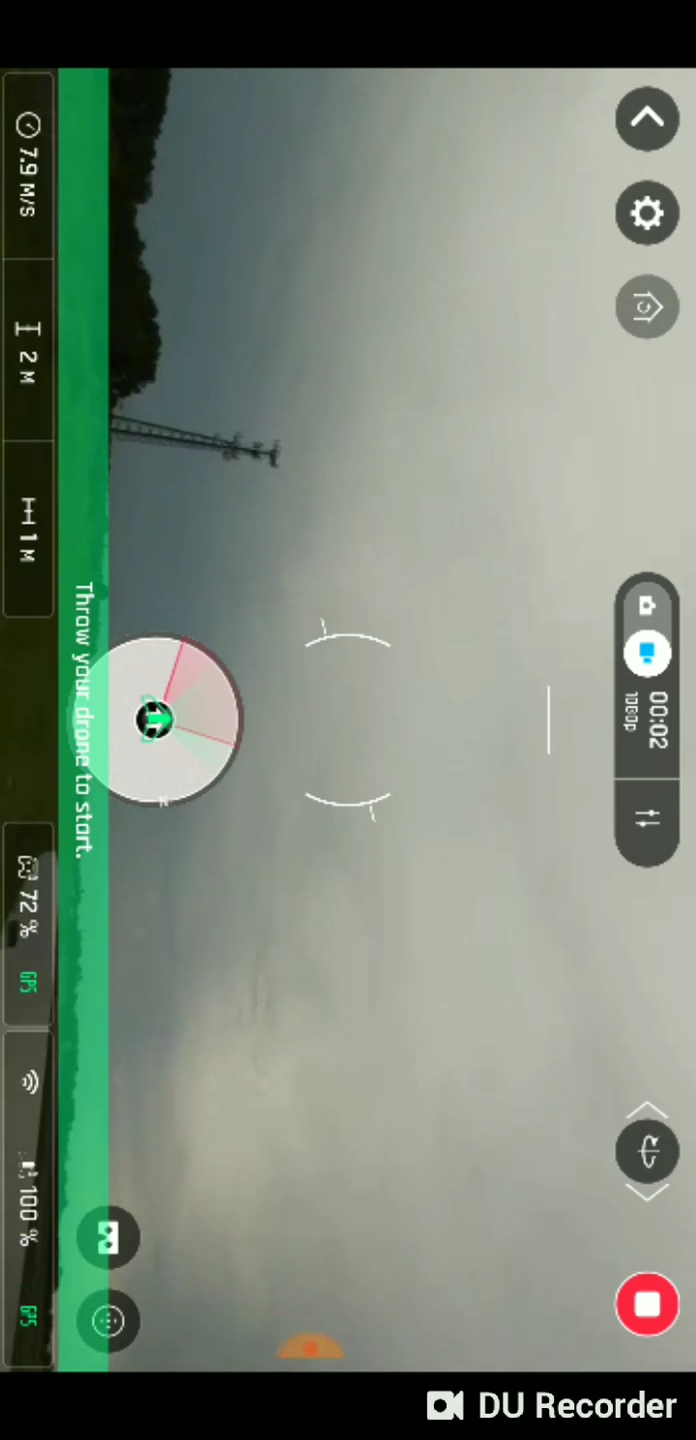 00:02
1080p
N
Throw your drone to start.
7.9 M/S
2 M
1 M
72 %
GPS
100 %
GPS
DU Recorder